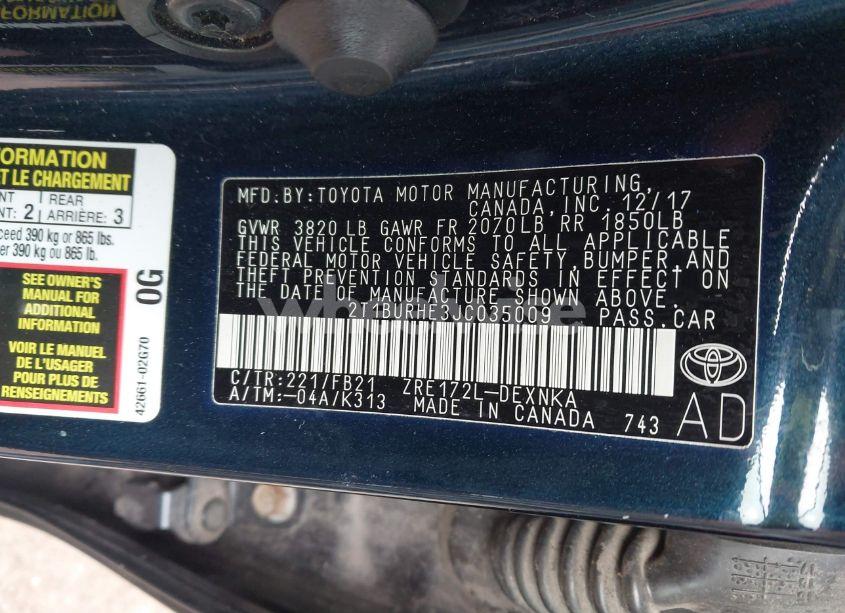 INFORMATION
FORMATION
ET LE CHARGEMENT
REAR
2 ARRIÈRE: 3
390 kg or 865 lbs.
390 kg ou 865 lb.
SEE OWNER'S
MANUAL FOR
ADDITIONAL
INFORMATION
VOIR LE MANUEL
DE L'USAGER
POUR PLUS DE
RENSEIGNEMENTS
0G
42661-02G70
MFD.BY:TOYOTA MOTOR MANUFACTURING,
CANADA, INC. 12/17
GVWR 3820 LB GAWR FR 2070LB RR 1850LB
THIS VEHICLE CONFORMS TO ALL APPLICABLE
FEDERAL MOTOR VEHICLE SAFETY, BUMPER,AND
THEFT PREVENTION STANDARDS IN EFFECT ON
THE DATE OF MANUFACTURE SHOWN ABOVE.
2T1BURHE3JC035009 PASS.CAR
C/TR:221/FB21 ZRE172L-DEXNKA
A/TM:-04A/K313 MADE IN CANADA 743
AD